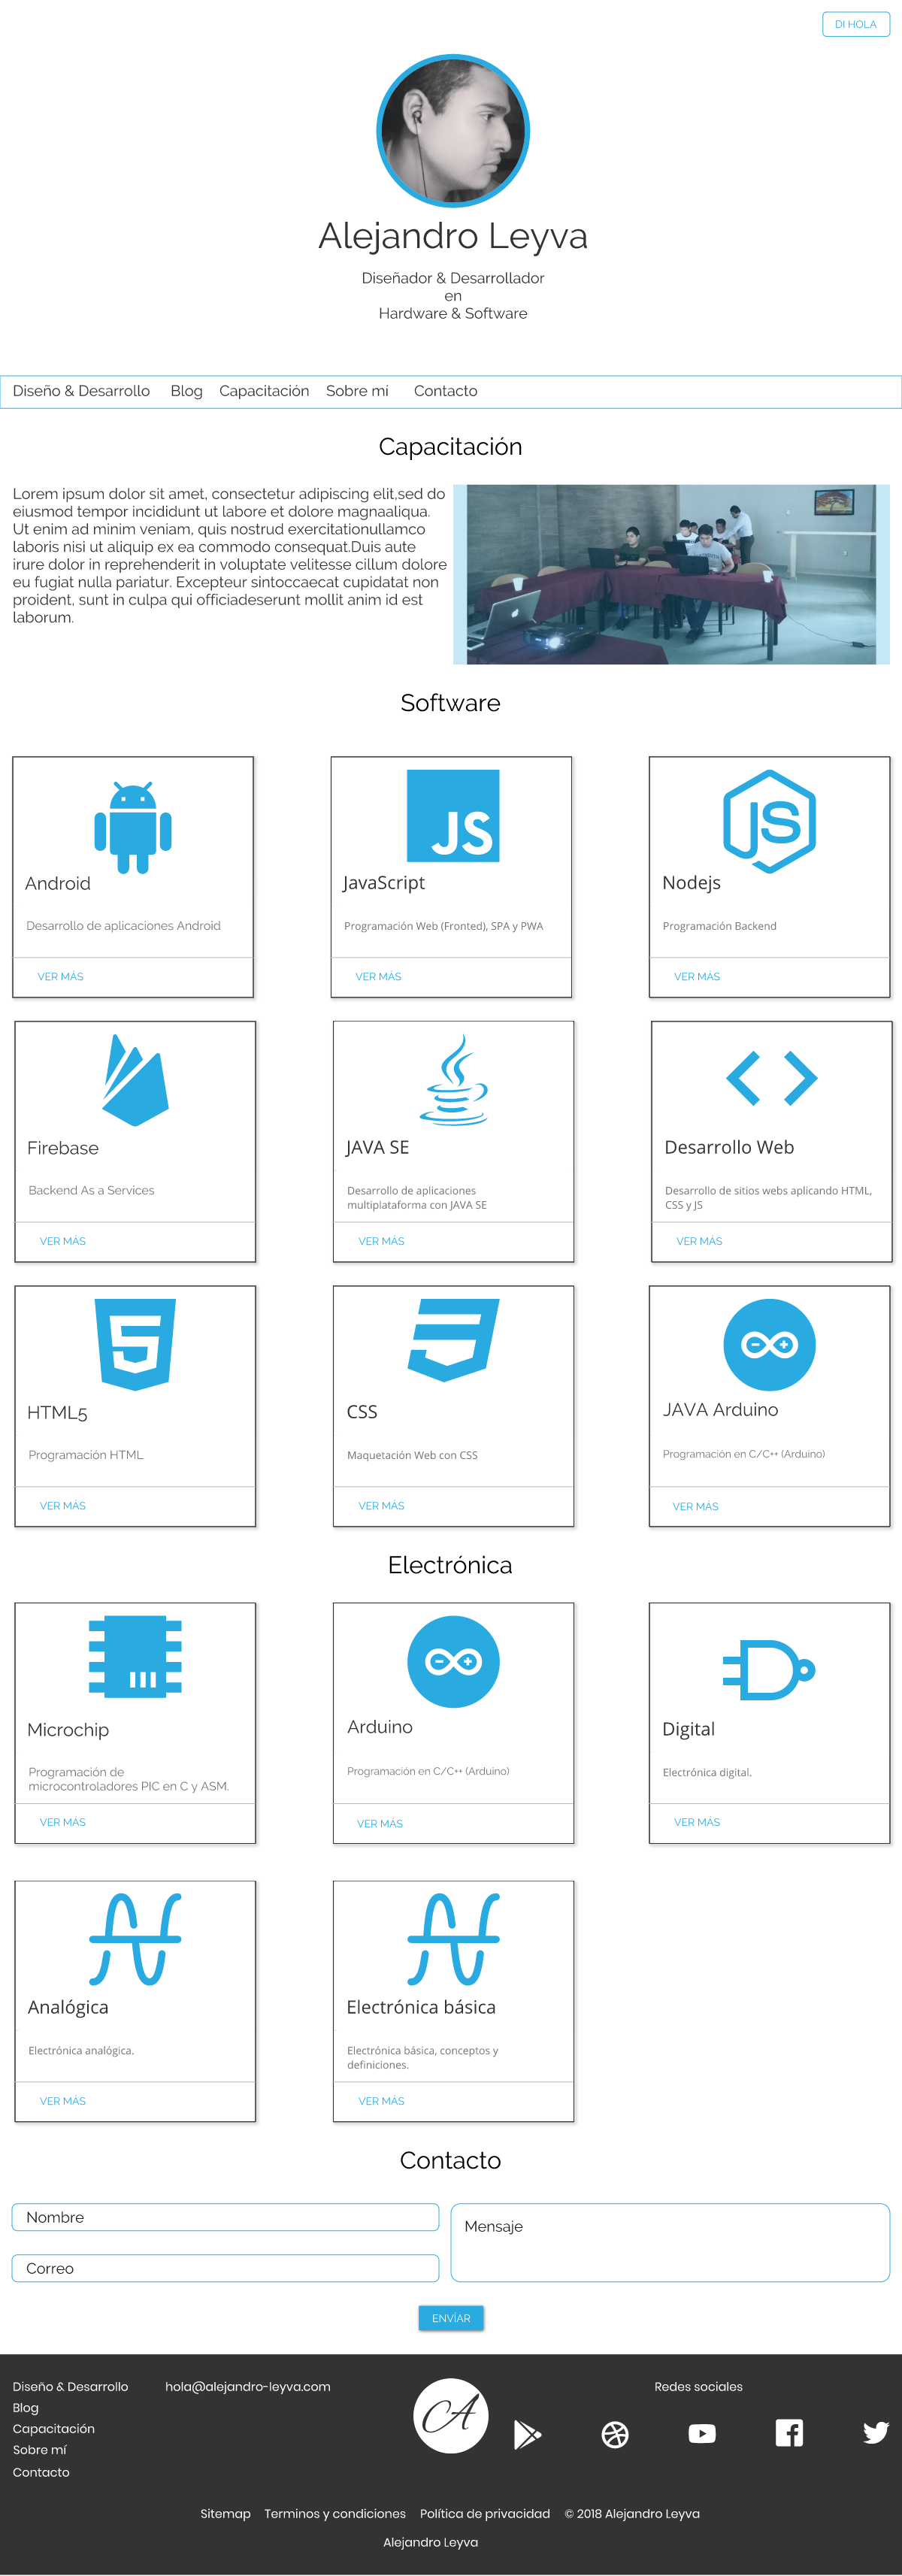 DI HOLA
Alejandro Leyva
Diseñador & Desarrollador
en
Hardware & Software
Diseño & Desarrollo Blog Capacitación Sobre mí Contacto
Capacitación
Lorem ipsum dolor sit amet, consectetur adipiscing elit,sed do
eiusmod tempor incididunt ut labore et dolore magnaaliqua.
Ut enim ad minim veniam, quis nostrud exercitationullamco
laboris nisi ut aliquip ex ea commodo consequat.Duis aute
irure dolor in reprehenderit in voluptate velitesse cillum dolore
eu fugiat nulla pariatur. Excepteur sintoccaecat cupidatat non
proident, sunt in culpa qui officiadeserunt mollit anim id est
laborum.
Software
Android
Desarrollo de aplicaciones Android
VER MÁS
JS
JavaScript
Programación Web (Fronted), SPA y PWA
VER MÁS
JS
Nodejs
Programación Backend
VER MÁS
Firebase
Backend As a Services
VER MÁS
JAVA SE
Desarrollo de aplicaciones
multiplataforma con JAVA SE
VER MÁS
Desarrollo Web
Desarrollo de sitios webs aplicando HTML,
CSS y JS
VER MÁS
5
HTML5
Programación HTML
VER MÁS
CSS
Maquetación Web con CSS
VER MÁS
JAVA Arduino
Programación en C/C++ (Arduino)
VER MÁS
Electrónica
Microchip
Programación de
microcontroladores PIC en C y ASM.
VER MÁS
Arduino
Programación en C/C++ (Arduino)
VER MÁS
Digital
Electrónica digital.
VER MÁS
Analógica
Electrónica analógica.
VER MÁS
Electrónica básica
Electrónica básica, conceptos y
definiciones.
VER MÁS
Contacto
Nombre
Correo
Mensaje
ENVÍAR
Diseño & Desarrollo
Blog
Capacitación
Sobre mí
Contacto
hola@alejandro-leyva.com
Redes sociales
Sitemap Terminos y condiciones Política de privacidad © 2018 Alejandro Leyva
Alejandro Leyva